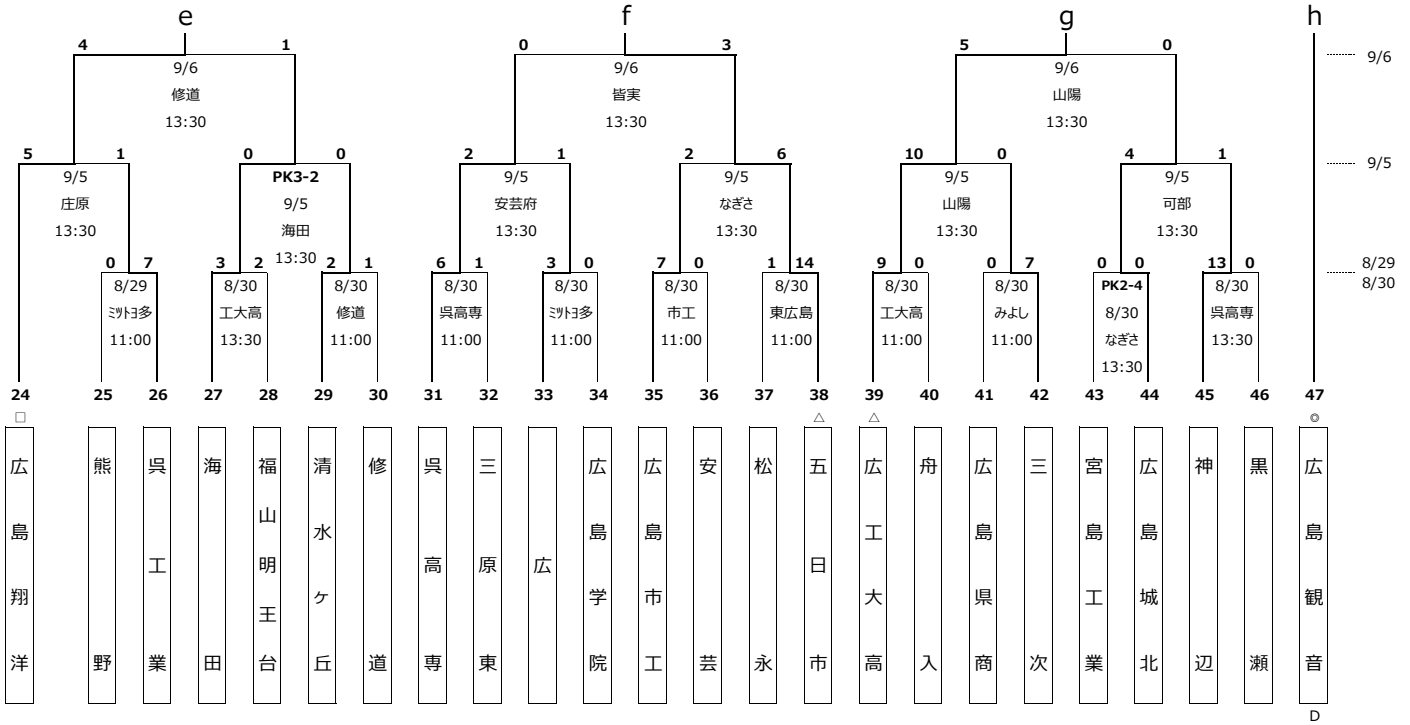 e f g h
4 1 0 3 5 0
9/6 9/6 9/6 9/6
修道 皆実 山陽
13:30 13:30 13:30
5 1 0 0 2 1 2 6 10 0 4 1
9/5 PK3-2 9/5 9/5 9/5 9/5 9/5
庄原 9/5 安芸府 なぎさ 山陽 可部
13:30 海田 13:30 13:30 13:30 13:30
13:30
0 7 3 2 2 1 6 1 3 0 7 0 1 14 9 0 0 7 0 0 13 0 8/29
8/30
8/29 8/30 8/30 8/30 8/30 8/30 8/30 8/30 8/30 PK2-4 8/30
ミツトヨ多 工大高 修道 呉高専 ミツトヨ多 市工 東広島 工大高 みよし 8/30 呉高専
11:00 13:30 11:00 11:00 11:00 11:00 11:00 11:00 11:00 なぎさ 13:30
13:30
24 25 26 27 28 29 30 31 32 33 34 35 36 37 38 39 40 41 42 43 44 45 46 47
□ △ △ ◎
広島翔洋
熊野
呉工業
海田
福山明王台
清水ヶ丘
修道
呉高専
三原東
広
広島学院
広島市工
安芸
松永
五日市
広工大高
舟入
広島県商
三次
宮島工業
広島城北
神辺
黒瀬
広島観音
D